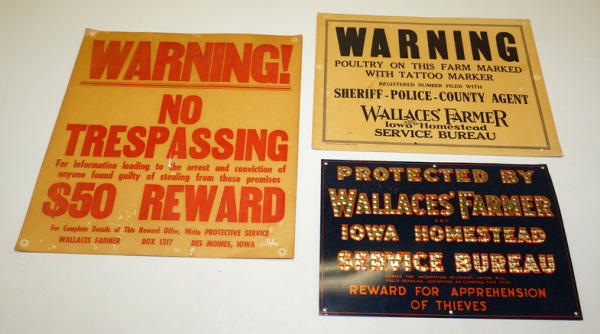 WARNING!
NO
TRESPASSING
For information leading to the arrest and conviction of
anyone found guilty of stealing from these premises
$50 REWARD
For Complete Details of This Reward Offer, Write PROTECTIVE SERVICE
WALLACES FARMER BOX 1317 DES MOINES, IOWA
WARNING
POULTRY ON THIS FARM MARKED
WITH TATTOO MARKER
REGISTERED NUMBER FILED WITH
SHERIFF-POLICE-COUNTY AGENT
WALLACES' FARMER
AND
Iowa Homestead
SERVICE BUREAU
PROTECTED BY
WALLACES' FARMER
AND
IOWA HOMESTEAD
SERVICE BUREAU
REWARD FOR APPREHENSION
OF THIEVES